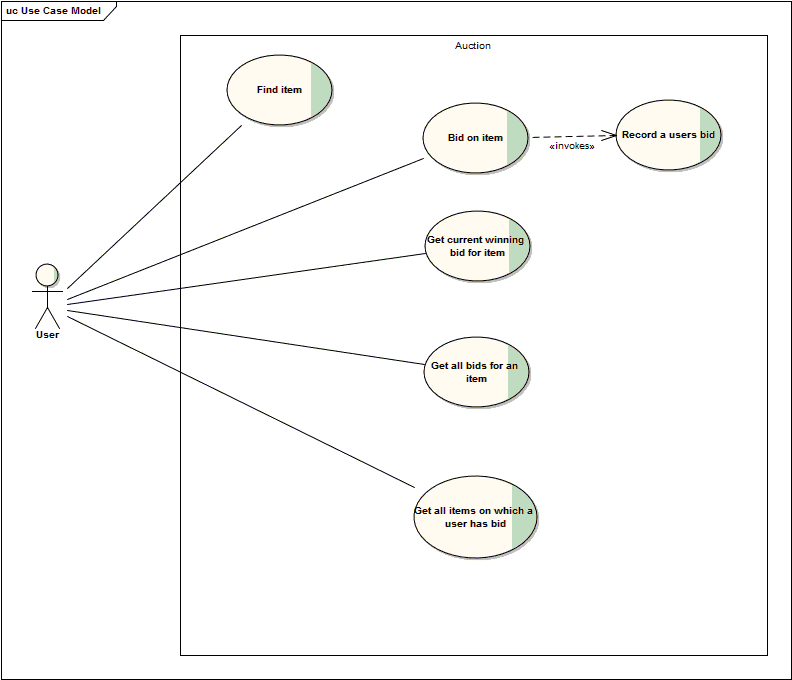 uc Use Case Model
Auction
Find item
Bid on item
«invokes»
Record a users bid
Get current winning
bid for item
User
Get all bids for an
item
Get all items on which a
user has bid